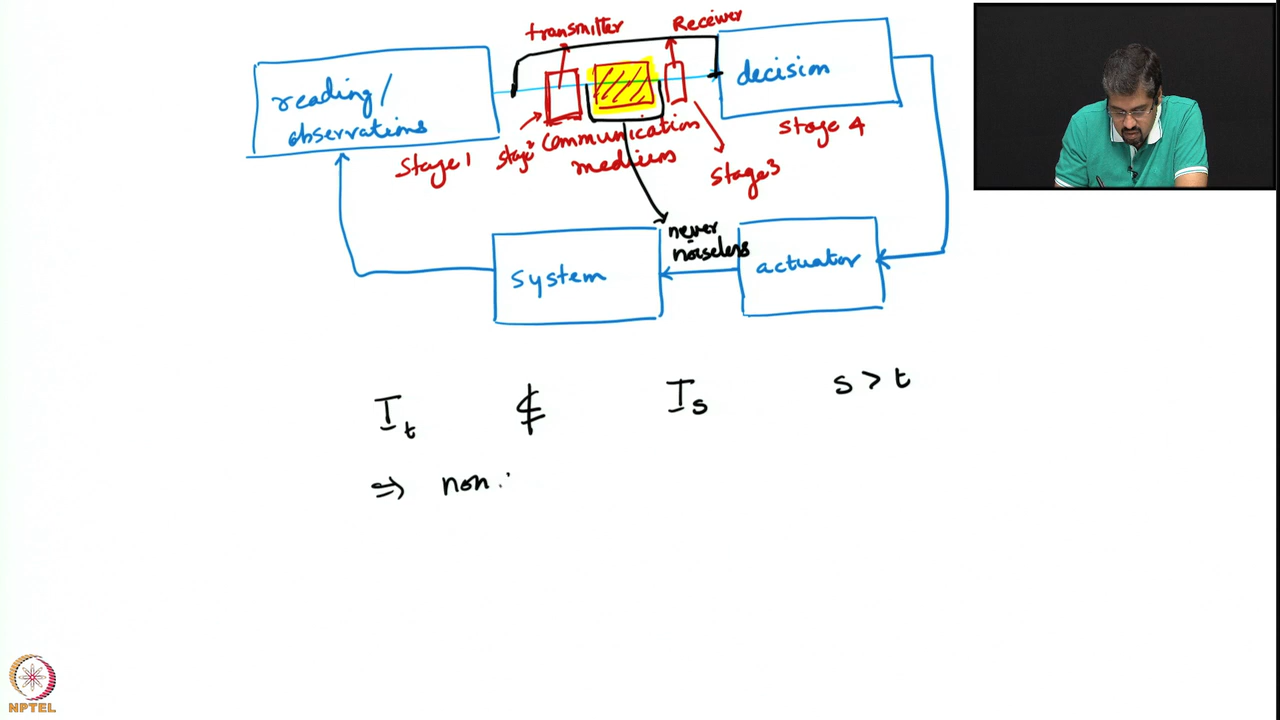 transmitter
Receiver
reading/
observations
decision
stage 1
stage 2
communication
medium
stage 3
stage 4
never
noiseless
system
actuator
I_t ⊄ I_s s > t
⇒ non
NPTEL